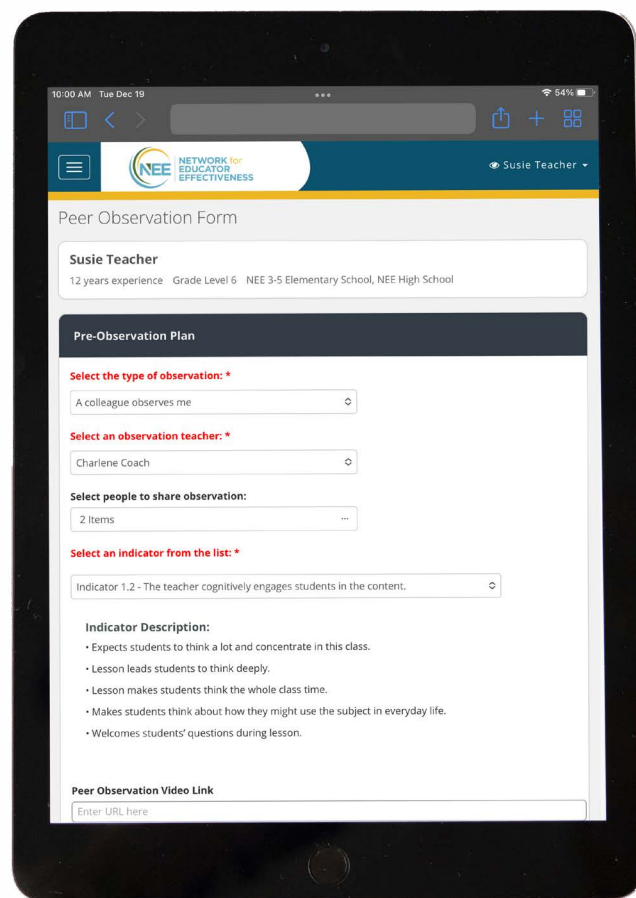 10:00 AM Tue Dec 19
54%
NEE
NETWORK for
EDUCATOR
EFFECTIVENESS
Susie Teacher
Peer Observation Form
Susie Teacher
12 years experience Grade Level 6 NEE 3-5 Elementary School, NEE High School
Pre-Observation Plan
Select the type of observation: *
A colleague observes me
Select an observation teacher: *
Charlene Coach
Select people to share observation:
2 Items
Select an indicator from the list: *
Indicator 1.2 - The teacher cognitively engages students in the content.
Indicator Description:
• Expects students to think a lot and concentrate in this class.
• Lesson leads students to think deeply.
• Lesson makes students think the whole class time.
• Makes students think about how they might use the subject in everyday life.
• Welcomes students' questions during lesson.
Peer Observation Video Link
Enter URL here